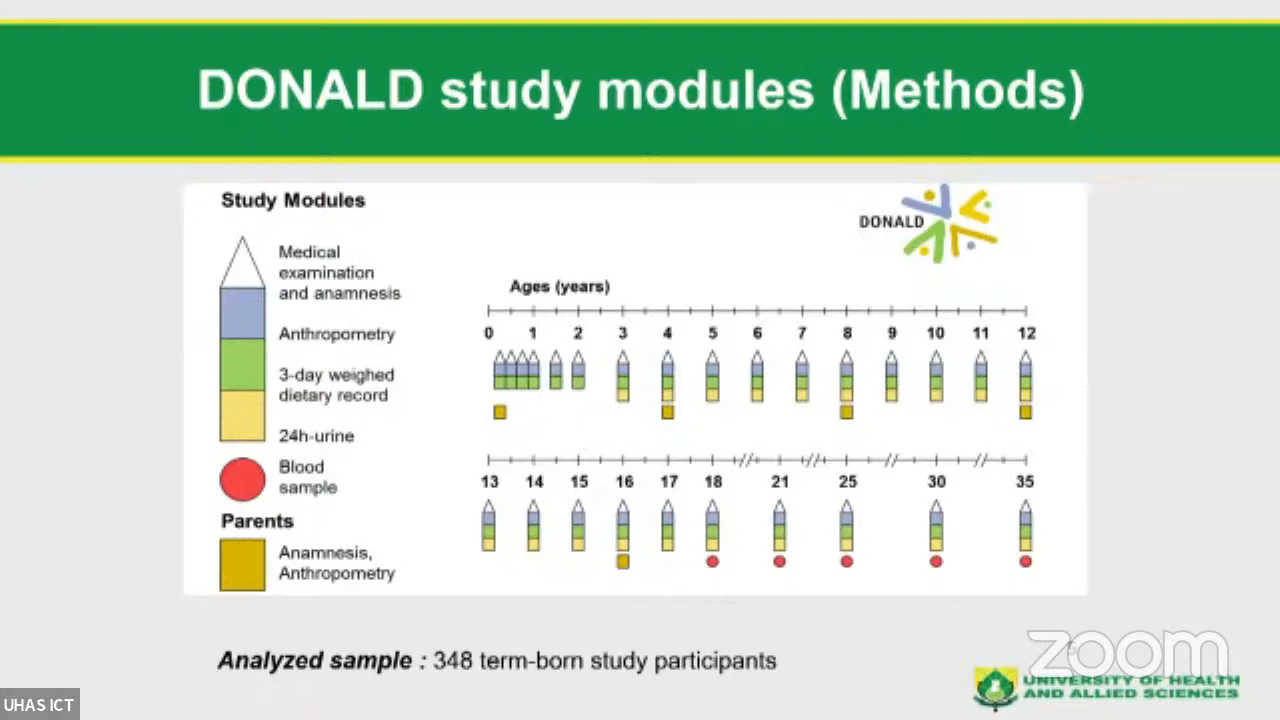 DONALD study modules (Methods)
Study Modules
Medical
examination
and anamnesis
Anthropometry
3-day weighed
dietary record
24h-urine
Blood
sample
Parents
Anamnesis,
Anthropometry
DONALD
Ages (years)
0 1 2 3 4 5 6 7 8 9 10 11 12
13 14 15 16 17 18 21 25 30 35
Analyzed sample : 348 term-born study participants
zoom
UNIVERSITY OF HEALTH
AND ALLIED SCIENCES
UHAS ICT